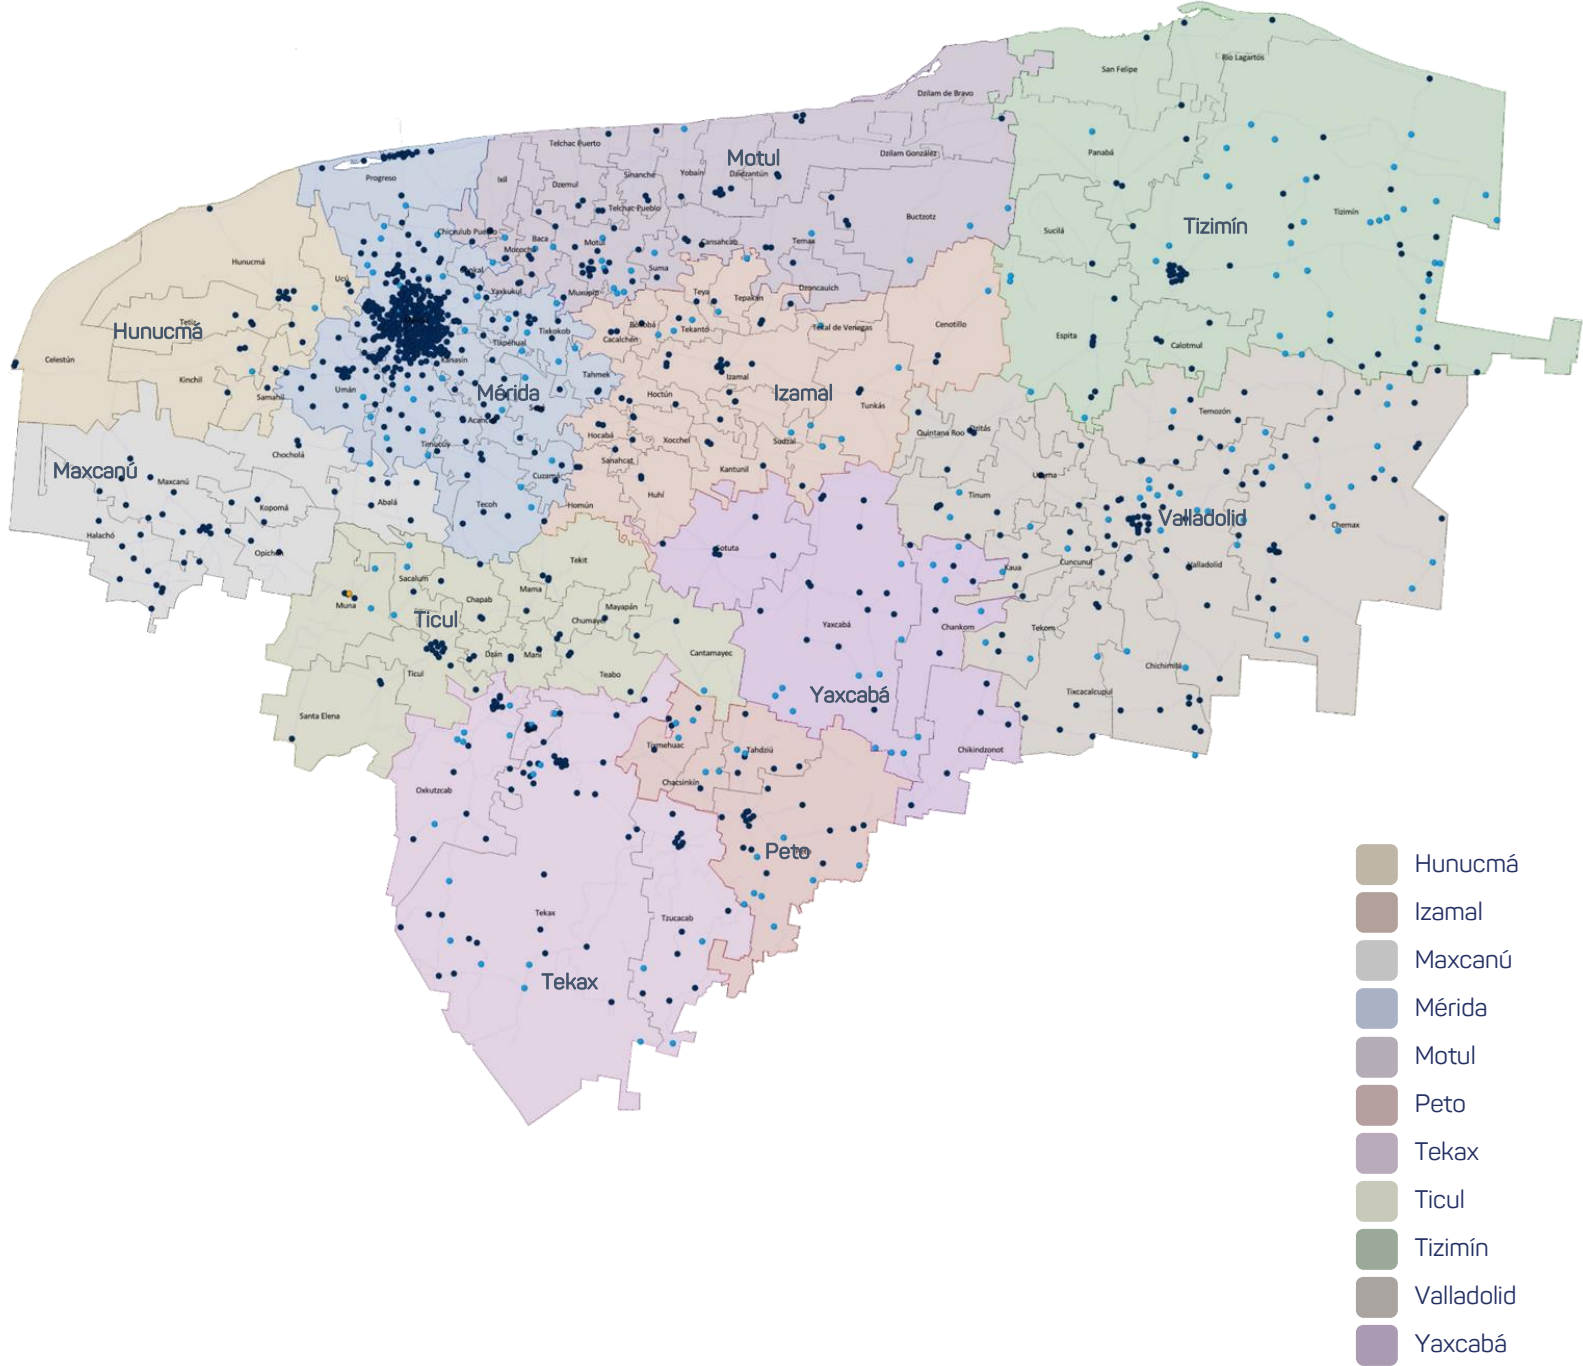 San Felipe
Río Lagartos
Dzilam de Bravo
Telchac Puerto
Motul
Dzilam González
Panabá
Progreso
Ixil
Dzemul
Sinanché
Yobaín
Dzidzantún
Telchac Pueblo
Buctzotz
Tizimín
Tizimín
Sucilá
Chicxulub Pueblo
Baca
Motul
Cansahcab
Temax
Mocochá
Hunucmá
Ucú
Conkal
Suma
Yaxkukul
Muxupip
Teya
Tepakán
Dzoncauich
Tetiz
Hunucmá
Tixkokob
Bokobá
Tekantó
Tekal de Venegas
Cenotillo
Cacalchén
Espita
Calotmul
Tixpéhual
Celestún
Kanasín
Kinchil
Umán
Tahmek
Izamal
Samahil
Mérida
Hoctún
Izamal
Tunkás
Temozón
Seyé
Acanceh
Timucuy
Hocabá
Xocchel
Sudzal
Quintana Roo
Dzitás
Chocholá
Sanahcat
Kantunil
Maxcanú
Maxcanú
Cuzamá
Uayma
Abalá
Tecoh
Homún
Huhí
Tinum
Kopomá
Valladolid
Chemax
Halachó
Opichén
Sotuta
Tekit
Kaua
Cuncunul
Valladolid
Sacalum
Mama
Muna
Chapab
Mayapán
Ticul
Chumayel
Yaxcabá
Chankom
Tekom
Dzán
Maní
Cantamayec
Chichimilá
Ticul
Teabo
Yaxcabá
Tixcacalcupul
Santa Elena
Tixmehuac
Tahdziú
Chikindzonot
Oxkutzcab
Chacsinkín
Peto
Hunucmá
Tekax
Tzucacab
Izamal
Maxcanú
Tekax
Mérida
Motul
Peto
Tekax
Ticul
Tizimín
Valladolid
Yaxcabá